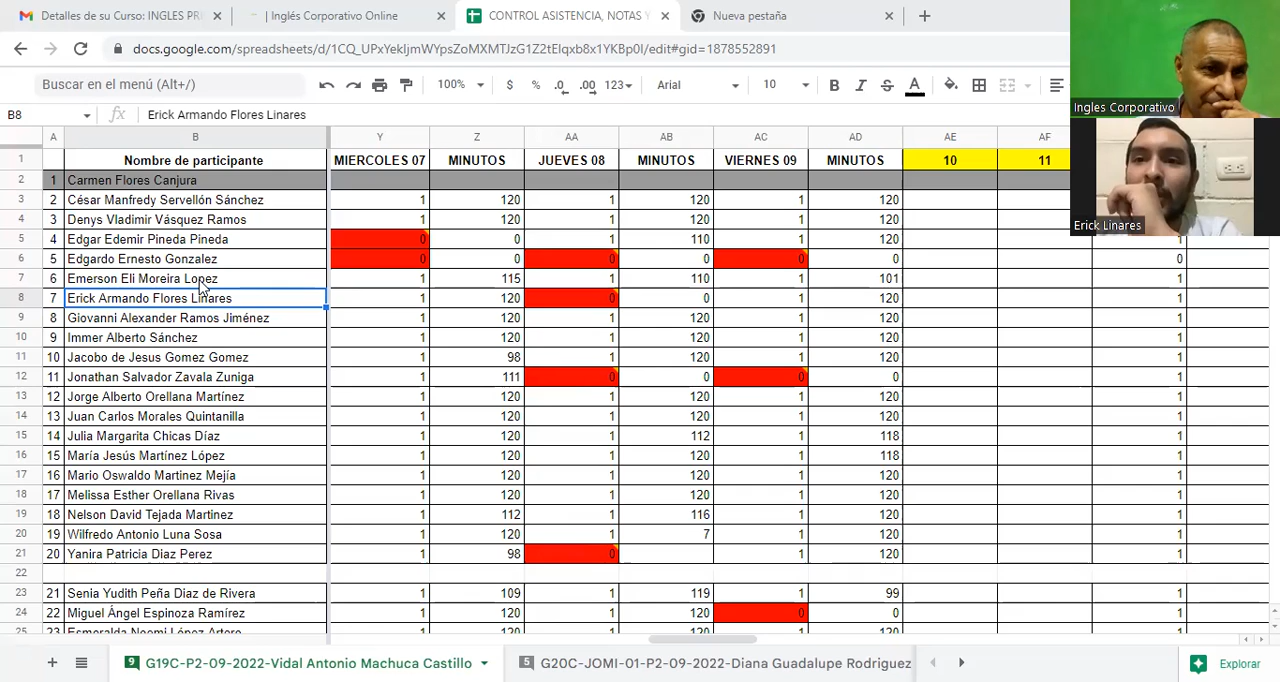 Detalles de su Curso: INGLES PRE
| Inglés Corporativo Online
CONTROL ASISTENCIA, NOTAS Y
Nueva pestaña
docs.google.com/spreadsheets/d/1CQ_UPxYekIjmWYpsZoMXMTJzG1Z2tEIqxb8x1YKBp0I/edit#gid=1878552891
Buscar en el menú (Alt+/) 100% $ % .0 .00 123 Arial 10 B I S A
B8 fx Erick Armando Flores Linares
A B Y Z AA AB AC AD AE AF
1 Nombre de participante MIERCOLES 07 MINUTOS JUEVES 08 MINUTOS VIERNES 09 MINUTOS 10 11
2 1 Carmen Flores Canjura
3 2 César Manfredy Servellón Sánchez 1 120 1 120 1 120
4 3 Denys Vladimir Vásquez Ramos 1 120 1 120 1 120
5 4 Edgar Edemir Pineda Pineda 0 0 1 110 1 120 1
6 5 Edgardo Ernesto Gonzalez 0 0 0 0 0 0 0
7 6 Emerson Eli Moreira Lopez 1 115 1 110 1 101 1
8 7 Erick Armando Flores Linares 1 120 0 0 1 120 1
9 8 Giovanni Alexander Ramos Jiménez 1 120 1 120 1 120 1
10 9 Immer Alberto Sánchez 1 120 1 120 1 120 1
11 10 Jacobo de Jesus Gomez Gomez 1 98 1 120 1 120 1
12 11 Jonathan Salvador Zavala Zuniga 1 111 0 0 0 0 1
13 12 Jorge Alberto Orellana Martínez 1 120 1 120 1 120 1
14 13 Juan Carlos Morales Quintanilla 1 120 1 120 1 120 1
15 14 Julia Margarita Chicas Díaz 1 120 1 112 1 118 1
16 15 María Jesús Martínez López 1 120 1 120 1 118 1
17 16 Mario Oswaldo Martinez Mejía 1 120 1 120 1 120 1
18 17 Melissa Esther Orellana Rivas 1 120 1 120 1 120 1
19 18 Nelson David Tejada Martinez 1 112 1 116 1 120 1
20 19 Wilfredo Antonio Luna Sosa 1 120 1 7 1 120 1
21 20 Yanira Patricia Diaz Perez 1 98 0 1 120 1
22
23 21 Senia Yudith Peña Diaz de Rivera 1 109 1 119 1 99 1
24 22 Miguel Ángel Espinoza Ramírez 1 120 1 120 0 0 1
25 23 Esmeralda Noemi López Artero 1 120 1 120 1 120 1
9 G19C-P2-09-2022-Vidal Antonio Machuca Castillo
5 G20C-JOMI-01-P2-09-2022-Diana Guadalupe Rodriguez
Explorar
Ingles Corporativo
Erick Linares